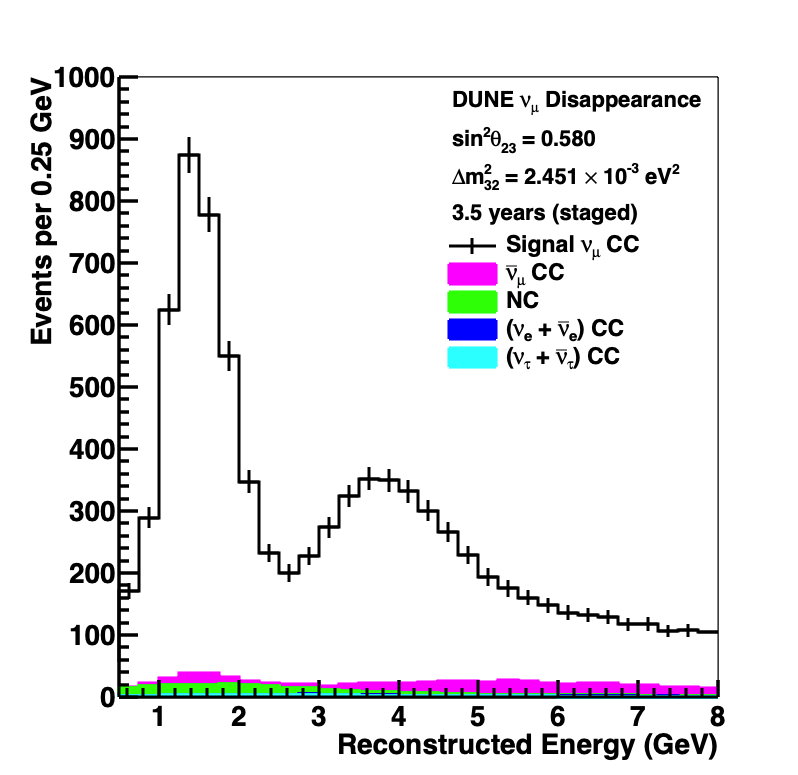 1000
900
800
700
600
500
400
300
200
100
0
Events per 0.25 GeV
DUNE νμ Disappearance
sin²θ₂₃ = 0.580
Δm²₃₂ = 2.451 × 10⁻³ eV²
3.5 years (staged)
Signal νμ CC
ν̄μ CC
NC
(νe + ν̄e) CC
(ντ + ν̄τ) CC
1 2 3 4 5 6 7 8
Reconstructed Energy (GeV)